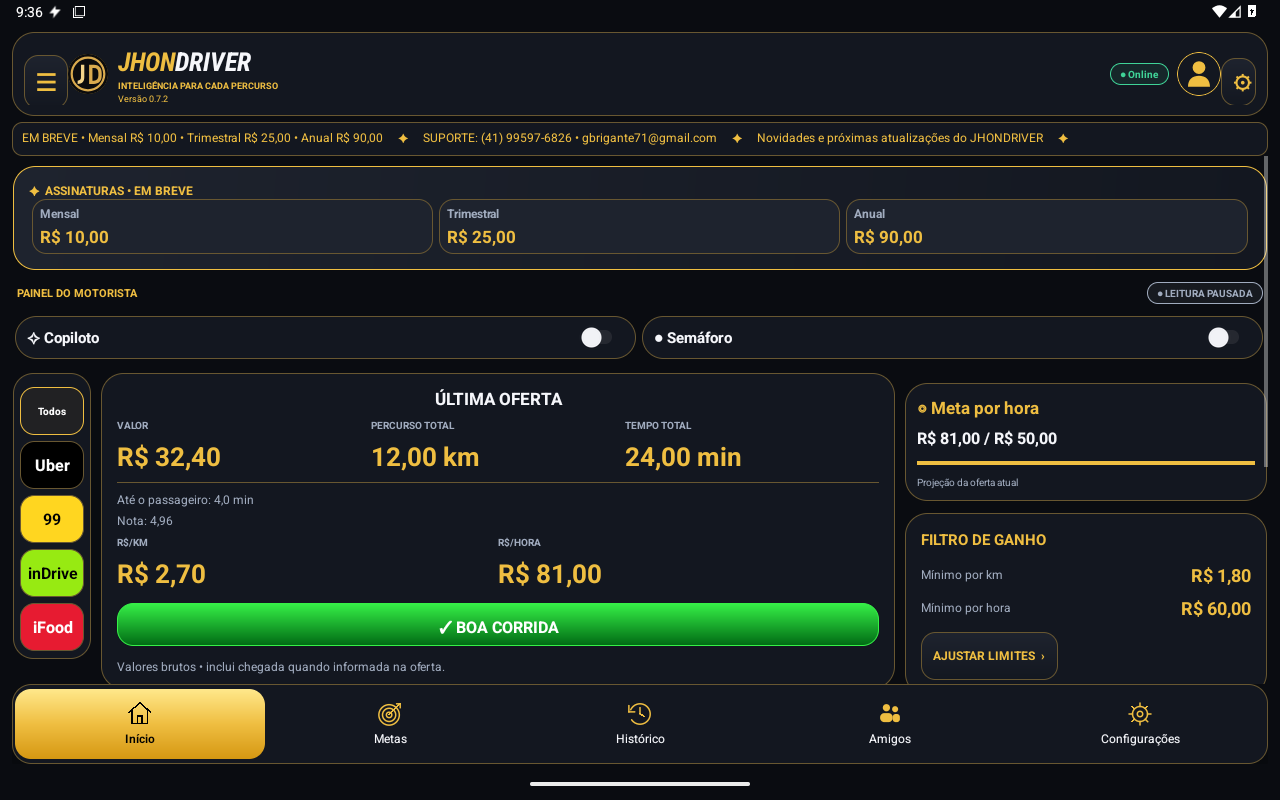 9:36
JD
JHONDRIVER
INTELIGÊNCIA PARA CADA PERCURSO
Versão 0.7.2
● Online
EM BREVE • Mensal R$ 10,00 • Trimestral R$ 25,00 • Anual R$ 90,00 ✦ SUPORTE: (41) 99597-6826 • gbrigante71@gmail.com ✦ Novidades e próximas atualizações do JHONDRIVER ✦
✦ ASSINATURAS • EM BREVE
Mensal
R$ 10,00
Trimestral
R$ 25,00
Anual
R$ 90,00
PAINEL DO MOTORISTA
● LEITURA PAUSADA
✧ Copiloto
● Semáforo
Todos
Uber
99
inDrive
iFood
ÚLTIMA OFERTA
VALOR
R$ 32,40
PERCURSO TOTAL
12,00 km
TEMPO TOTAL
24,00 min
Até o passageiro: 4,0 min
Nota: 4,96
R$/KM
R$ 2,70
R$/HORA
R$ 81,00
✓ BOA CORRIDA
Valores brutos • inclui chegada quando informada na oferta.
Meta por hora
R$ 81,00 / R$ 50,00
Projeção da oferta atual
FILTRO DE GANHO
Mínimo por km R$ 1,80
Mínimo por hora R$ 60,00
AJUSTAR LIMITES ›
Início
Metas
Histórico
Amigos
Configurações